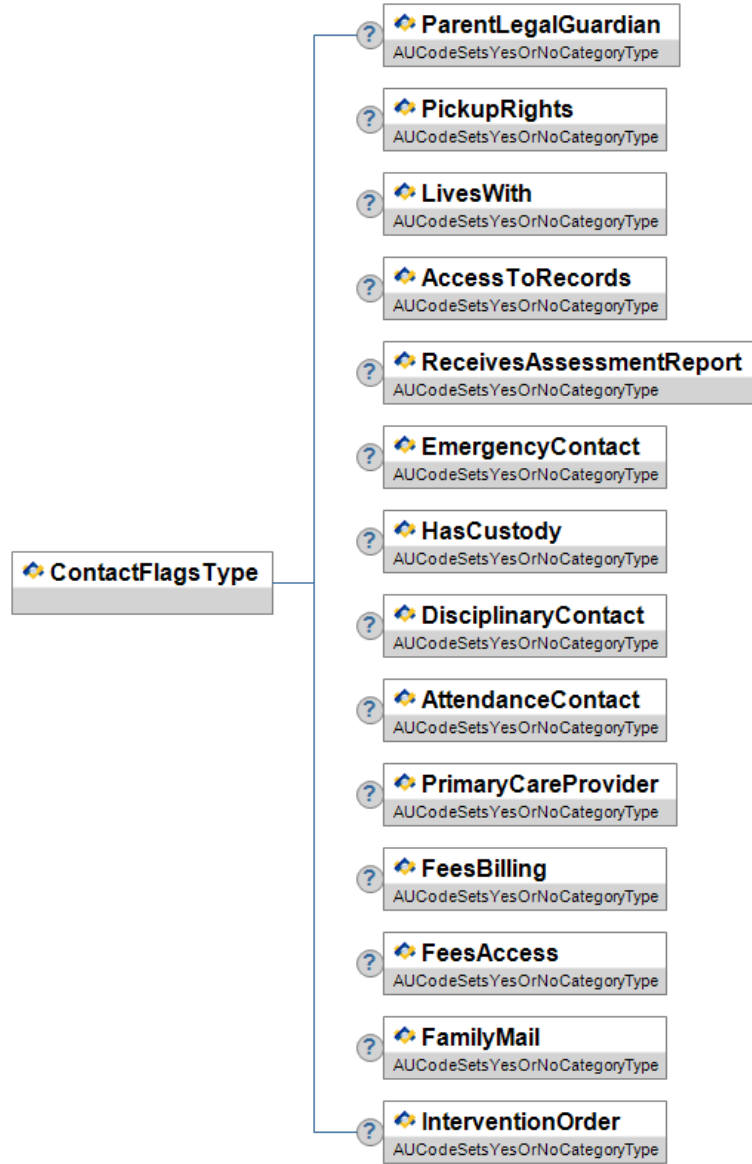 ?
ParentLegalGuardian
AUCodeSetsYesOrNoCategoryType
?
PickupRights
AUCodeSetsYesOrNoCategoryType
?
LivesWith
AUCodeSetsYesOrNoCategoryType
?
AccessToRecords
AUCodeSetsYesOrNoCategoryType
?
ReceivesAssessmentReport
AUCodeSetsYesOrNoCategoryType
?
EmergencyContact
AUCodeSetsYesOrNoCategoryType
?
HasCustody
AUCodeSetsYesOrNoCategoryType
ContactFlagsType
?
DisciplinaryContact
AUCodeSetsYesOrNoCategoryType
?
AttendanceContact
AUCodeSetsYesOrNoCategoryType
?
PrimaryCareProvider
AUCodeSetsYesOrNoCategoryType
?
FeesBilling
AUCodeSetsYesOrNoCategoryType
?
FeesAccess
AUCodeSetsYesOrNoCategoryType
?
FamilyMail
AUCodeSetsYesOrNoCategoryType
?
InterventionOrder
AUCodeSetsYesOrNoCategoryType